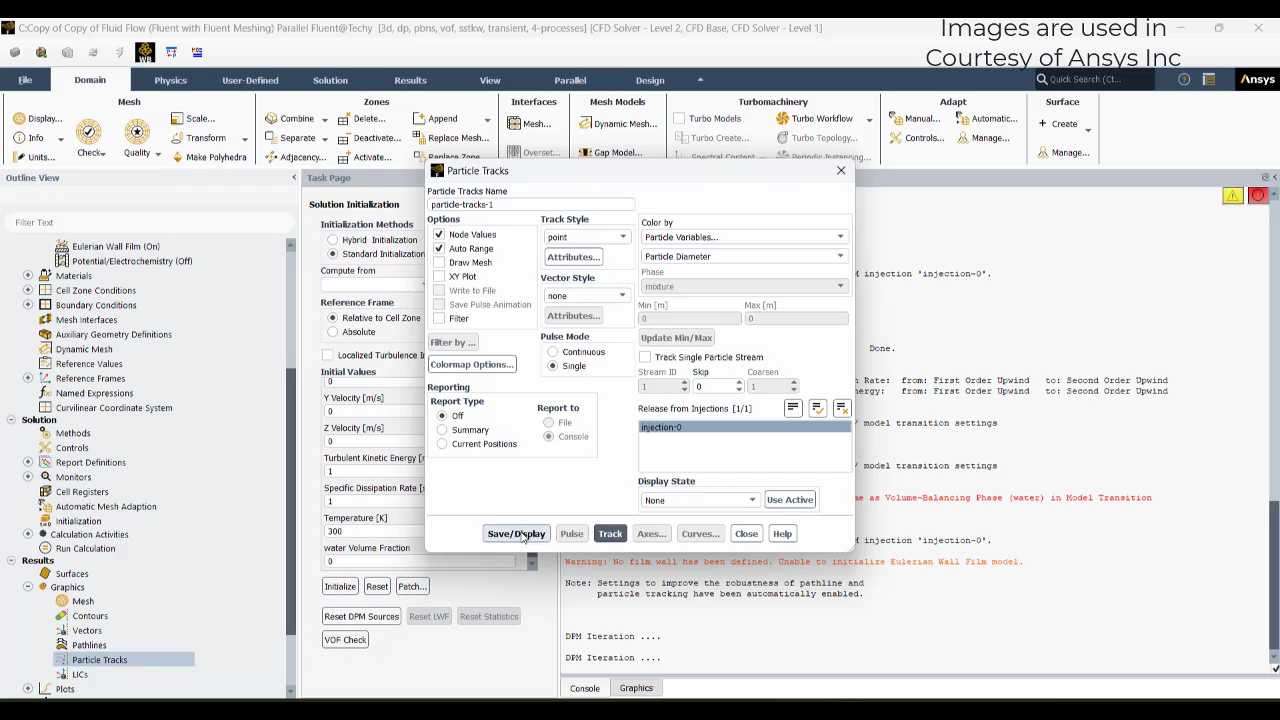 C:Copy of Copy of Fluid Flow (Fluent with Fluent Meshing) Parallel Fluent@Techy [3d, dp, pbns, vof, sstkw, transient, 4-processes] [CFD Solver - Level 2, CFD Base, CFD Solver - Level 1]
Images are used in
Courtesy of Ansys Inc
File
Domain
Physics
User-Defined
Solution
Results
View
Parallel
Design
Quick Search (Ct...
Ansys
Mesh
Zones
Interfaces
Mesh Models
Turbomachinery
Adapt
Surface
Display...
Scale...
Combine
Delete...
Append
Mesh...
Dynamic Mesh...
Turbo Models
Turbo Workflow
Manual...
Automatic...
Create
Info
Transform
Separate
Deactivate...
Replace Mesh...
Turbo Create...
Turbo Topology...
Controls...
Manage...
Units...
Check
Quality
Make Polyhedra
Adjacency...
Activate...
Replace Zone...
Overset...
Gap Model...
Spectral Content
Periodic Instancing...
Manage...
Outline View
Task Page
Filter Text
Eulerian Wall Film (On)
Potential/Electrochemistry (Off)
Materials
Cell Zone Conditions
Boundary Conditions
Mesh Interfaces
Auxiliary Geometry Definitions
Dynamic Mesh
Reference Values
Reference Frames
Named Expressions
Curvilinear Coordinate System
Solution
Methods
Controls
Report Definitions
Monitors
Cell Registers
Automatic Mesh Adaption
Initialization
Calculation Activities
Run Calculation
Results
Surfaces
Graphics
Mesh
Contours
Vectors
Pathlines
Particle Tracks
LICs
Plots
Solution Initialization
Initialization Methods
Hybrid Initialization
Standard Initialization
Compute from
Reference Frame
Relative to Cell Zone
Absolute
Localized Turbulence In
Initial Values
0
Y Velocity [m/s]
0
Z Velocity [m/s]
0
Turbulent Kinetic Energy [
1
Specific Dissipation Rate [
1
Temperature [K]
300
water Volume Fraction
0
Initialize
Reset
Patch...
Reset DPM Sources
Reset LWF
Reset Statistics
VOF Check
Particle Tracks
Particle Tracks Name
particle-tracks-1
Options
Node Values
Auto Range
Draw Mesh
XY Plot
Write to File
Save Pulse Animation
Filter
Filter by ...
Colormap Options...
Reporting
Report Type
Off
Summary
Current Positions
Report to
File
Console
Track Style
point
Attributes...
Vector Style
none
Attributes...
Pulse Mode
Continuous
Single
Color by
Particle Variables...
Particle Diameter
Phase
mixture
Min [m]
Max [m]
0
0
Update Min/Max
Track Single Particle Stream
Stream ID
Skip
Coarsen
1
0
1
Release from Injections [1/1]
injection-0
Display State
None
Use Active
Save/Display
Pulse
Track
Axes...
Curves...
Close
Help
M injection 'injection-0'.
Done.
n Rate: from: First Order Upwind to: Second Order Upwind
nergy: from: First Order Upwind to: Second Order Upwind
/ model transition settings
/ model transition settings
me as Volume-Balancing Phase (water) in Model Transition
M injection 'injection-0'.
Warning: No film wall has been defined. Unable to initialize Eulerian Wall Film model.
Note: Settings to improve the robustness of pathline and
particle tracking have been automatically enabled.
DPM Iteration ....
DPM Iteration ....
Console
Graphics